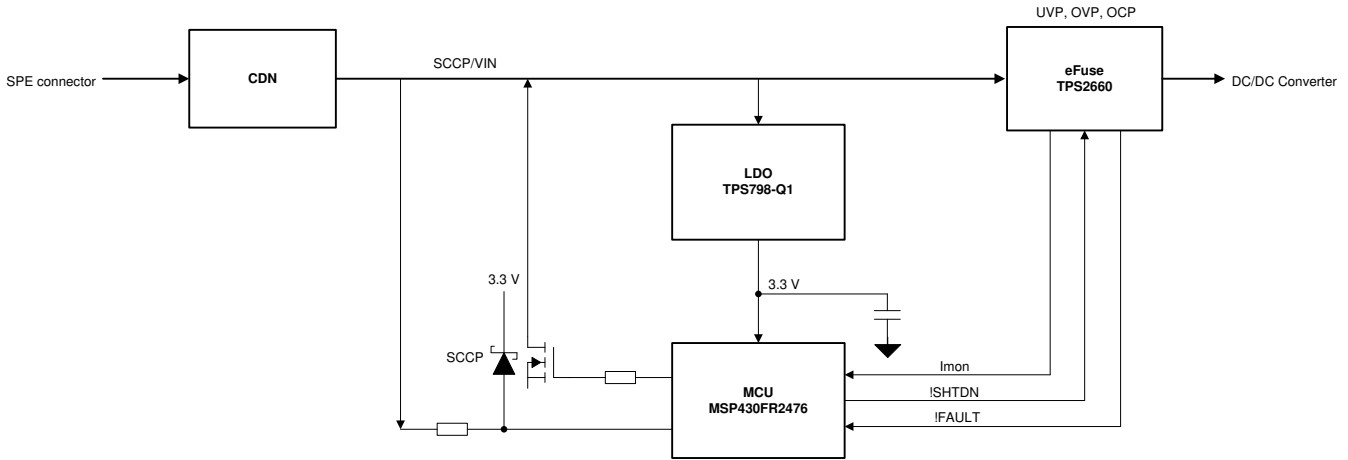 UVP, OVP, OCP
SPE connector
CDN
SCCP/VIN
eFuse
TPS2660
DC/DC Converter
LDO
TPS798-Q1
3.3 V
3.3 V
SCCP
MCU
MSP430FR2476
Imon
!SHTDN
!FAULT